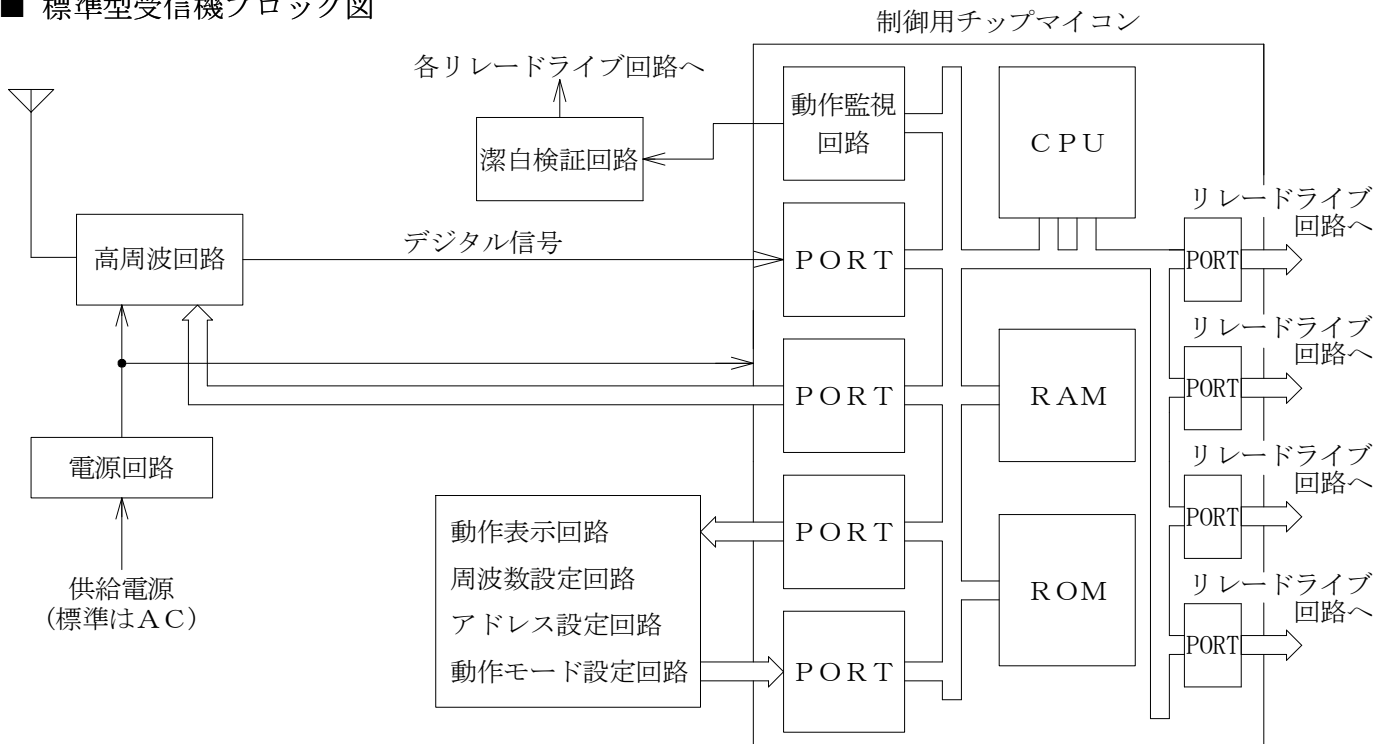 ■ 標準型受信機ブロック図
制御用チップマイコン
各リレードライブ回路へ
動作監視
回路
潔白検証回路
CPU
リレードライブ
回路へ
高周波回路
デジタル信号
PORT
PORT
リレードライブ
回路へ
PORT
RAM
PORT
電源回路
リレードライブ
回路へ
動作表示回路
周波数設定回路
アドレス設定回路
動作モード設定回路
PORT
PORT
供給電源
(標準はAC)
ROM
リレードライブ
回路へ
PORT
PORT